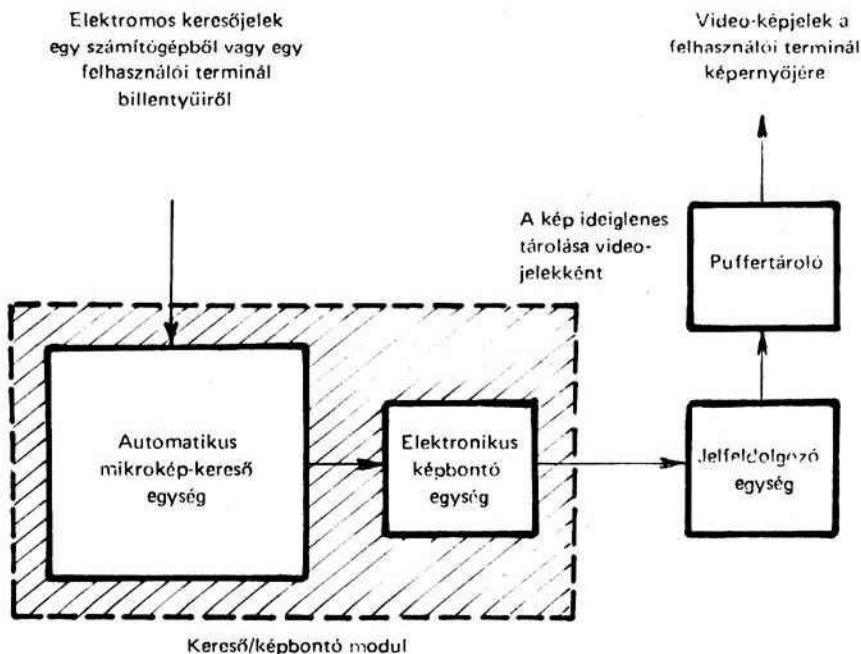 Elektromos keresőjelek
egy számítógépből vagy egy
felhasználói terminál
billentyűiről
Video-képjelek a
felhasználói terminál
képernyőjére
A kép ideiglenes
tárolása video-
jelekként
Puffertároló
Automatikus
mikrokép-kereső
egység
Elektronikus
képbontó
egység
Jelfeldolgozó
egység
Kereső/képbontó modul